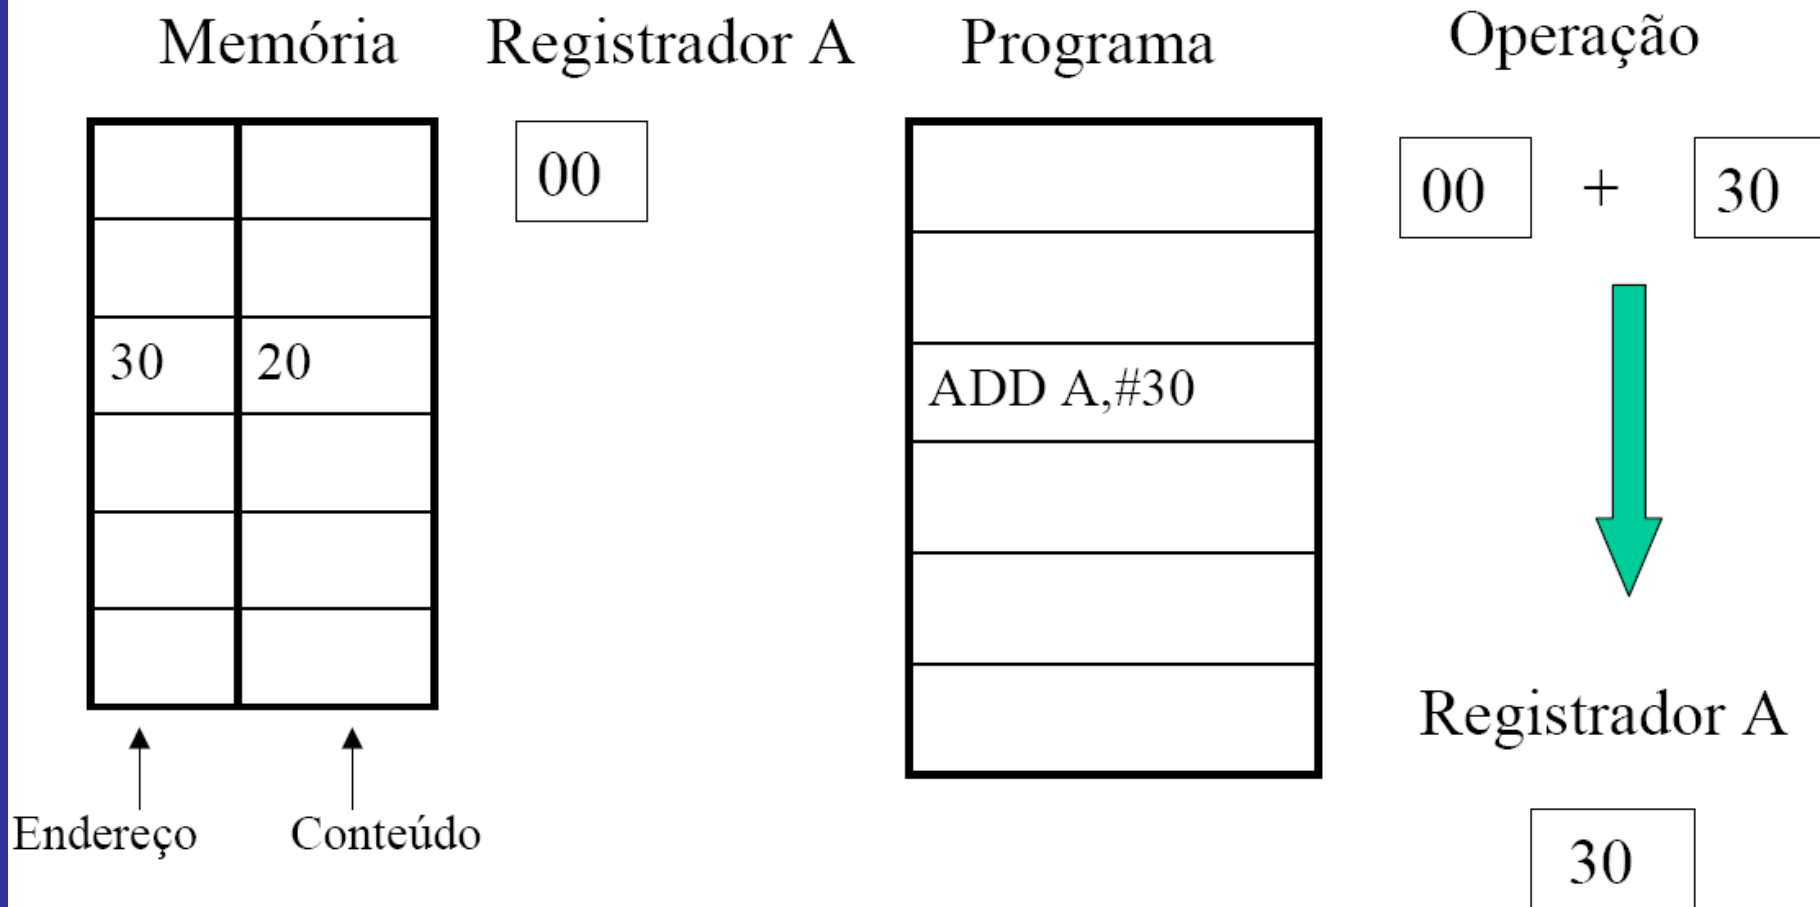 Memória
Registrador A
Programa
Operação
00
00 + 30
30 20
ADD A,#30
Registrador A
Endereço
Conteúdo
30